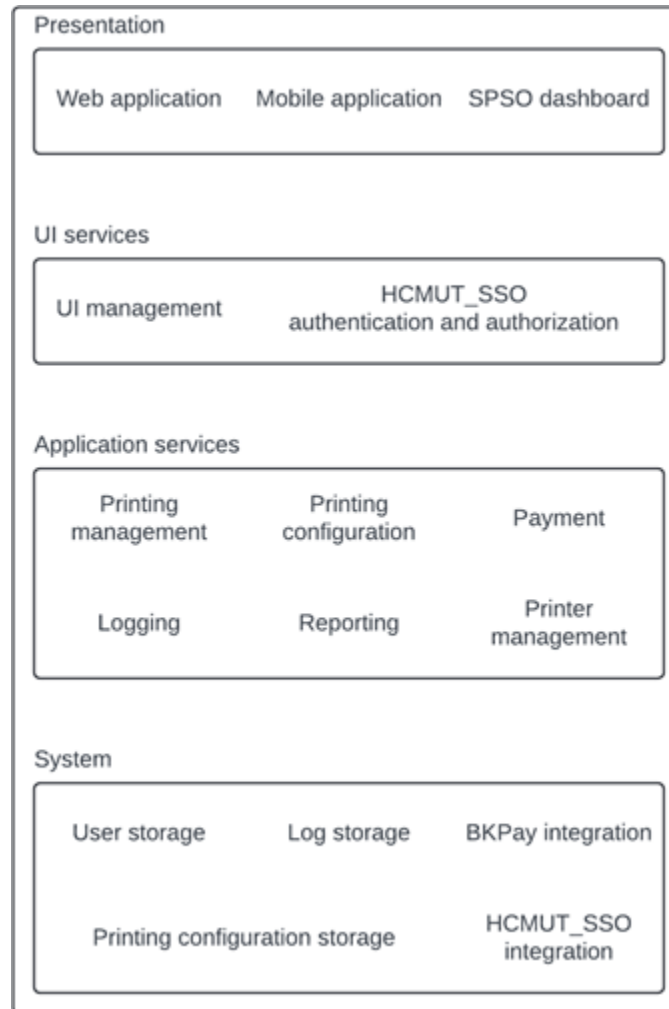 Presentation
Web application
Mobile application
SPSO dashboard
UI services
UI management
HCMUT_SSO
authentication and authorization
Application services
Printing
management
Printing
configuration
Payment
Logging
Reporting
Printer
management
System
User storage
Log storage
BKPay integration
Printing configuration storage
HCMUT_SSO
integration